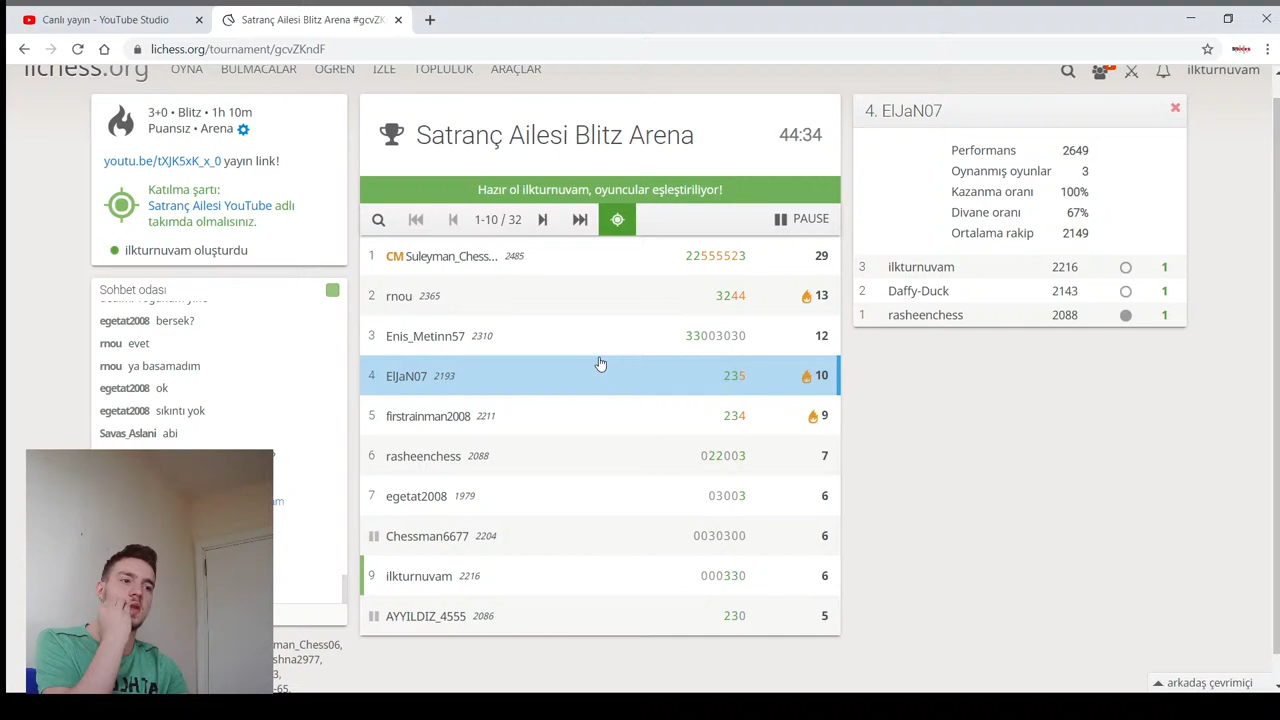 Canlı yayın - YouTube Studio
Satranç Ailesi Blitz Arena #gcvZK
lichess.org/tournament/gcvZKndF
lichess.org
OYNA
BULMACALAR
ÖĞREN
İZLE
TOPLULUK
ARAÇLAR
ilkturnuvam
3+0 • Blitz • 1h 10m
Puansız • Arena
youtu.be/tXJK5xK_x_0 yayın link!
Katılma şartı:
Satranç Ailesi YouTube adlı
takımda olmalısınız.
ilkturnuvam oluşturdu
Sohbet odası
egetat2008 bersek?
rnou evet
rnou ya basamadım
egetat2008 ok
egetat2008 sıkıntı yok
Savas_Aslani abi
man_Chess06,
shna2977,
3,
-65,
Satranç Ailesi Blitz Arena 44:34
Hazır ol ilkturnuvam, oyuncular eşleştiriliyor!
1-10 / 32 PAUSE
1 CM Suleyman_Chess... 2485 22555523 29
2 rnou 2365 3244 13
3 Enis_Metinn57 2310 33003030 12
4 ElJaN07 2193 235 10
5 firstrainman2008 2211 234 9
6 rasheenchess 2088 022003 7
7 egetat2008 1979 03003 6
Chessman6677 2204 0030300 6
9 ilkturnuvam 2216 000330 6
AYYILDIZ_4555 2086 230 5
4. ElJaN07
Performans 2649
Oynanmış oyunlar 3
Kazanma oranı 100%
Divane oranı 67%
Ortalama rakip 2149
3 ilkturnuvam 2216 1
2 Daffy-Duck 2143 1
1 rasheenchess 2088 1
arkadaş çevrimiçi